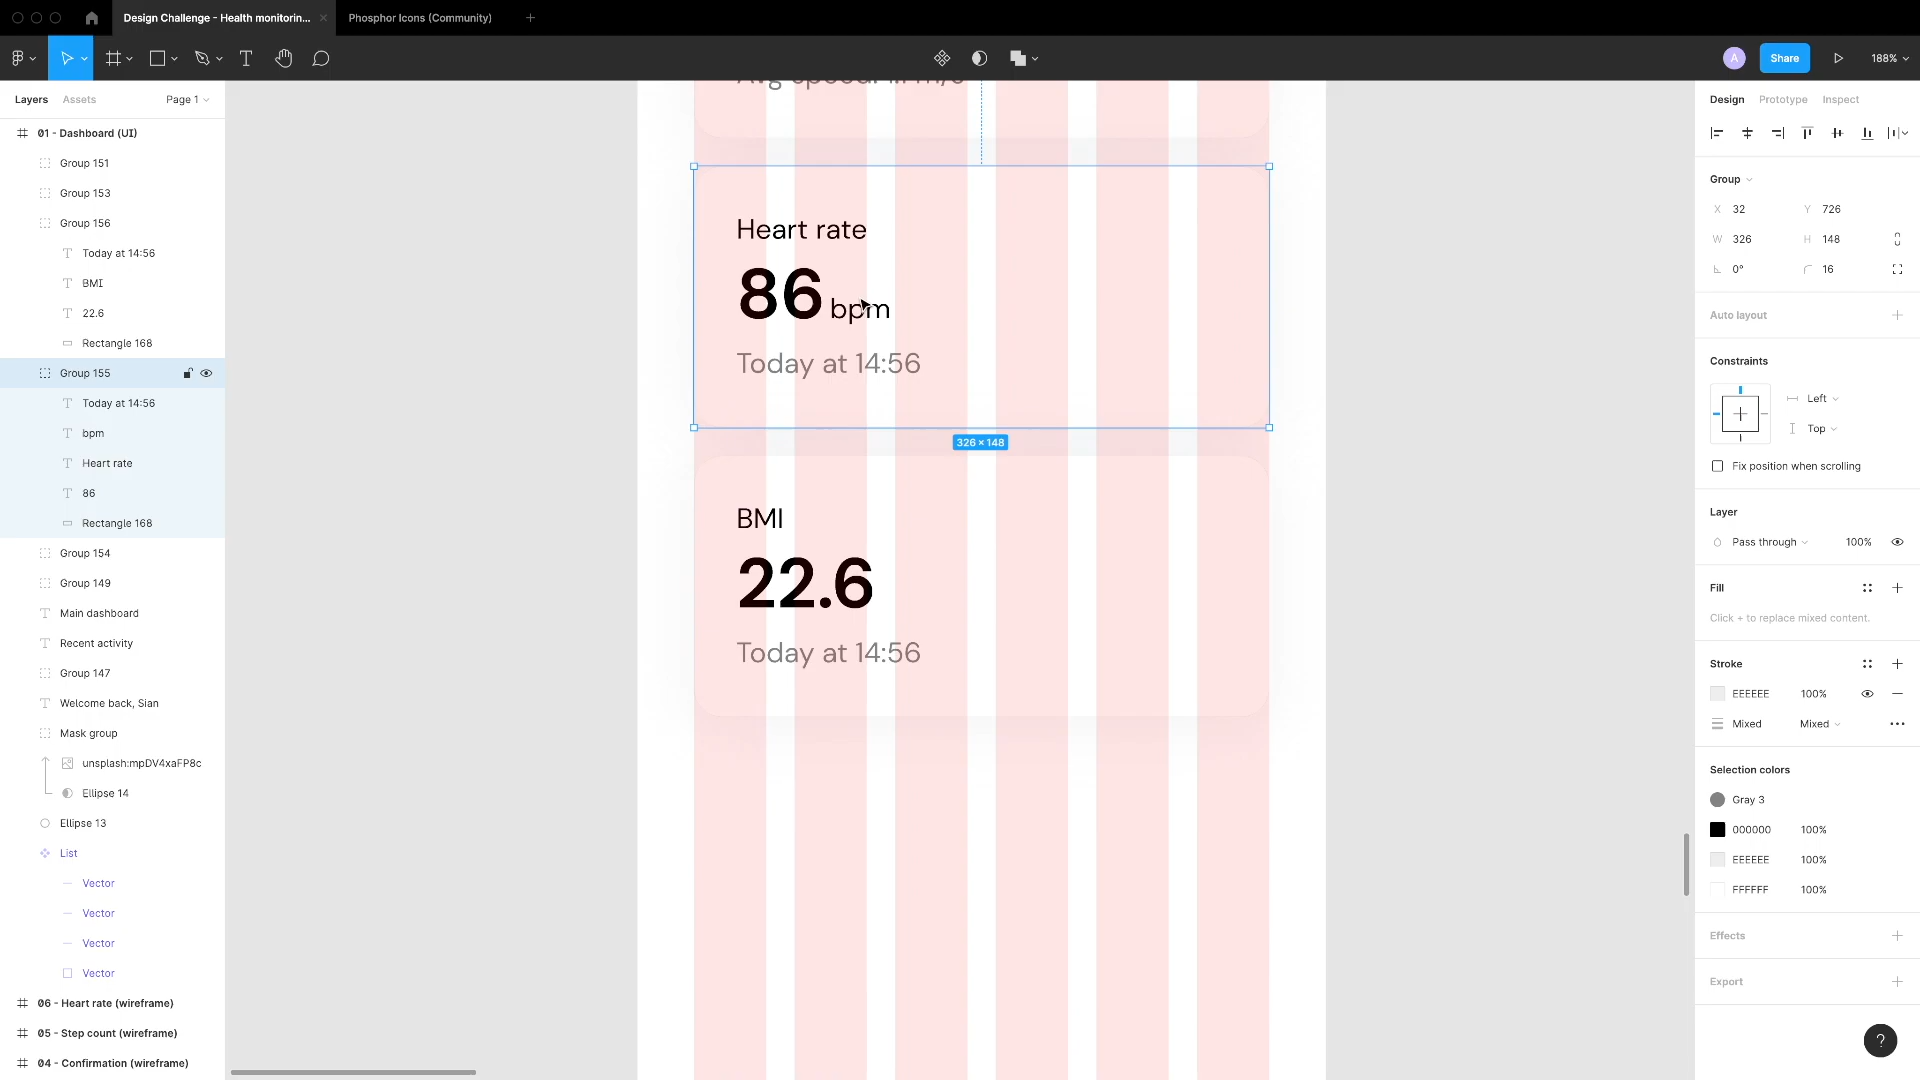 Design Challenge - Health monitorin...
Phosphor Icons (Community)
A
Share
188%
Layers
Assets
Page 1
01 - Dashboard (UI)
Group 151
Group 153
Group 156
Today at 14:56
BMI
22.6
Rectangle 168
Group 155
Today at 14:56
bpm
Heart rate
86
Rectangle 168
Group 154
Group 149
Main dashboard
Recent activity
Group 147
Welcome back, Sian
Mask group
unsplash:mpDV4xaFP8c
Ellipse 14
Ellipse 13
List
Vector
Vector
Vector
Vector
06 - Heart rate (wireframe)
05 - Step count (wireframe)
04 - Confirmation (wireframe)
Avg speed: 1.1 m/s
Heart rate
86 bpm
Today at 14:56
326 × 148
BMI
22.6
Today at 14:56
Design
Prototype
Inspect
Group
X 32
Y 726
W 326
H 148
0°
16
Auto layout
Constraints
Left
Top
Fix position when scrolling
Layer
Pass through
100%
Fill
Click + to replace mixed content.
Stroke
EEEEEE 100%
Mixed
Mixed
Selection colors
Gray 3
000000 100%
EEEEEE 100%
FFFFFF 100%
Effects
Export
?